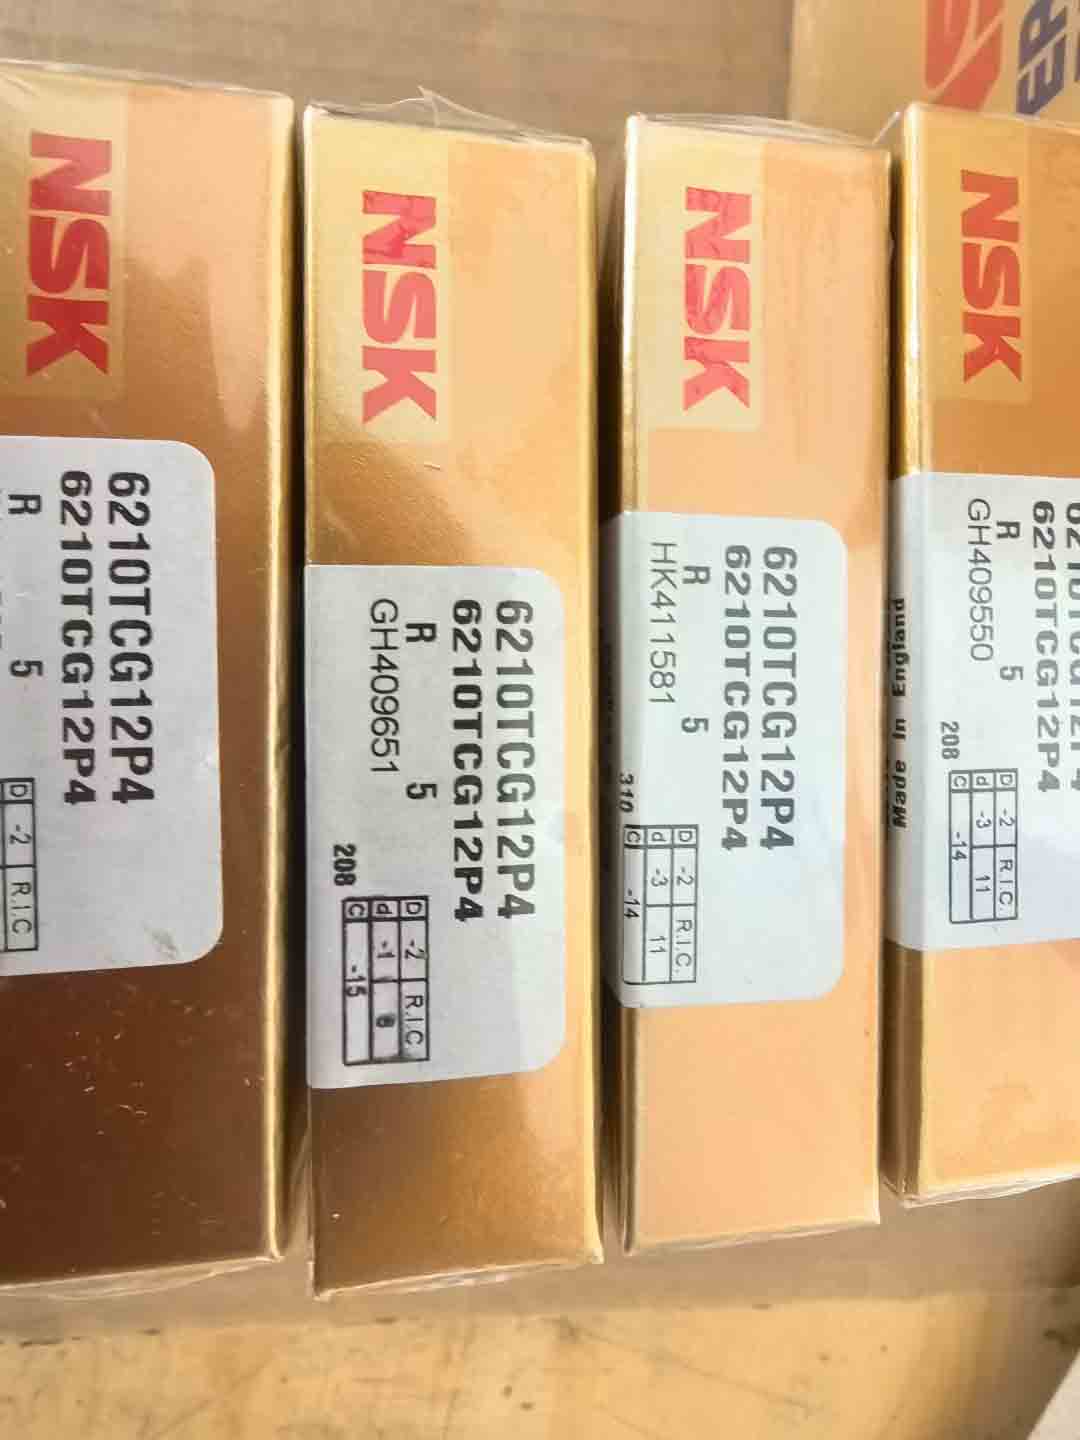 NSK
6210TCG12P4
6210TCG12P4
R 5
D -2 R.I.C.
NSK
6210TCG12P4
6210TCG12P4
R 5
GH409651
208
D -2 R.I.C.
d -1 8
C -15
NSK
6210TCG12P4
6210TCG12P4
R 5
HK411581
310
D -2 R.I.C.
d -3 11
C -14
NSK
6210TCG12P4
R 5
GH409550
208
D -2 R.I.C.
d -3 11
C -14
Made in England